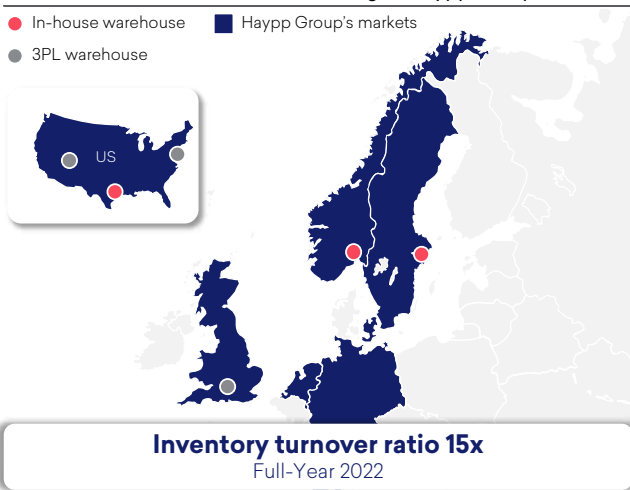 In-house warehouse
Haypp Group's markets
3PL warehouse
US
Inventory turnover ratio 15x
Full-Year 2022